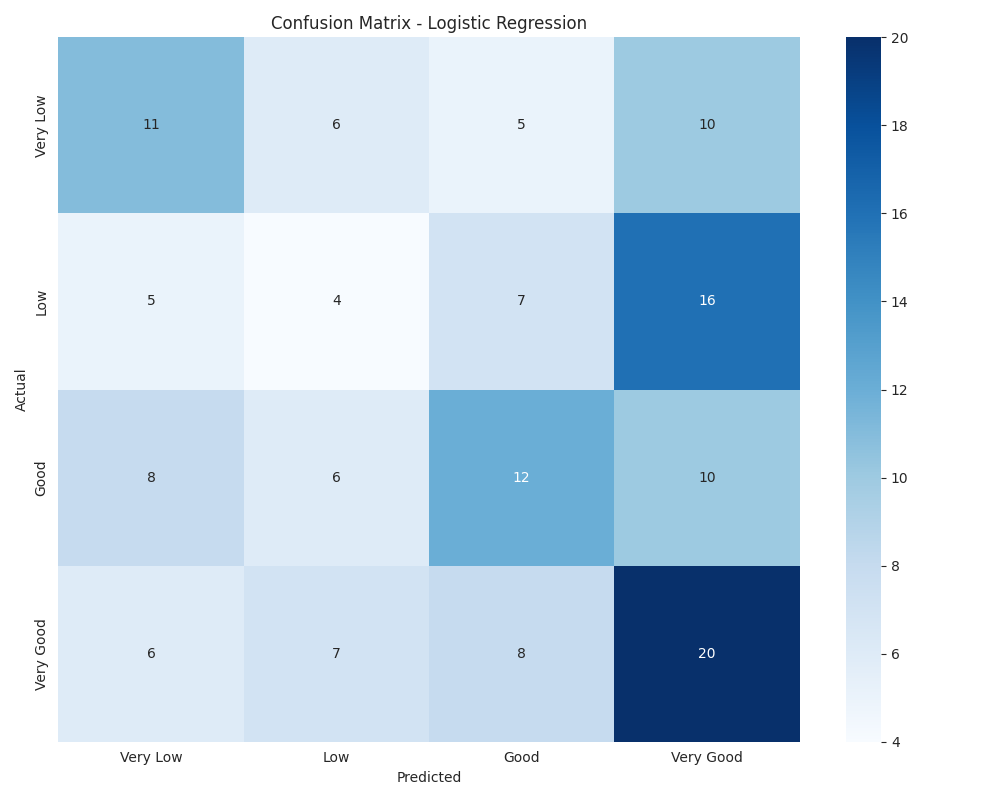 Confusion Matrix - Logistic Regression
Very Low
11 6 5 10
Low
5 4 7 16
Good
8 6 12 10
Very Good
6 7 8 20
Actual
Very Low Low Good Very Good
Predicted
20
18
16
14
12
10
8
6
4